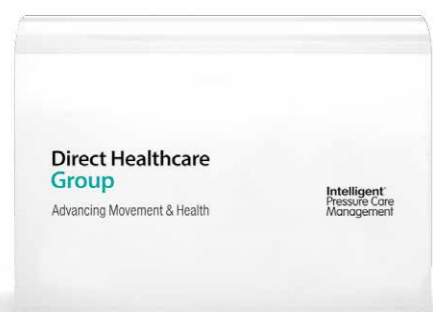 Direct Healthcare
Group
Advancing Movement & Health
Intelligent®
Pressure Care
Management